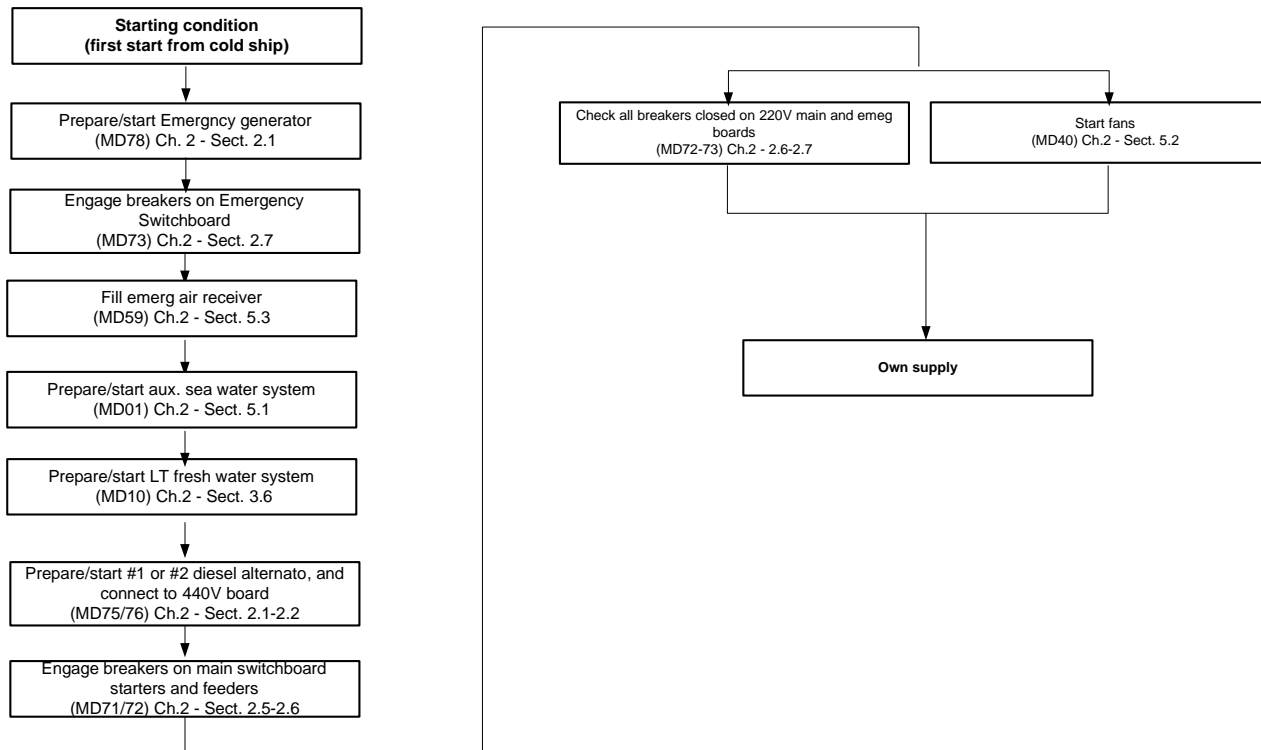 Starting condition
(first start from cold ship)
Prepare/start Emergncy generator
(MD78) Ch. 2 - Sect. 2.1
Engage breakers on Emergency
Switchboard
(MD73) Ch.2 - Sect. 2.7
Fill emerg air receiver
(MD59) Ch.2 - Sect. 5.3
Prepare/start aux. sea water system
(MD01) Ch.2 - Sect. 5.1
Prepare/start LT fresh water system
(MD10) Ch.2 - Sect. 3.6
Prepare/start #1 or #2 diesel alternato, and
connect to 440V board
(MD75/76) Ch.2 - Sect. 2.1-2.2
Engage breakers on main switchboard
starters and feeders
(MD71/72) Ch.2 - Sect. 2.5-2.6
Check all breakers closed on 220V main and emeg
boards
(MD72-73) Ch.2 - 2.6-2.7
Start fans
(MD40) Ch.2 - Sect. 5.2
Own supply